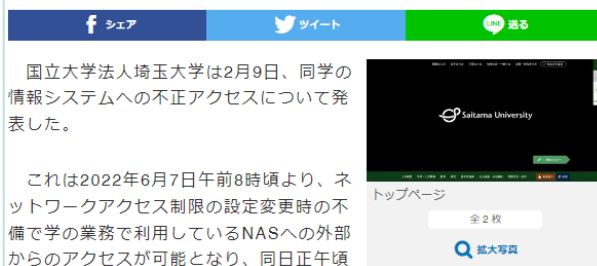 シェア
ツイート
LINE
送る
国立大学法人埼玉大学は2月9日、同学の
情報システムへの不正アクセスについて発
表した。
これは2022年6月7日午前8時頃より、ネ
ットワークアクセス制限の設定変更時の不
備で学の業務で利用しているNASへの外部
からのアクセスが可能となり、同日正午頃
Saitama University
トップページ
全 2 枚
拡大写真